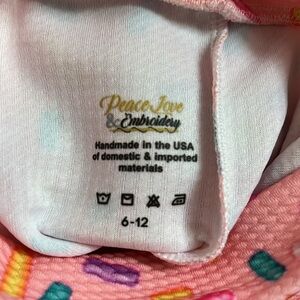 Peace Love
& Embroidery
Handmade in the USA
of domestic & imported
materials
6-12